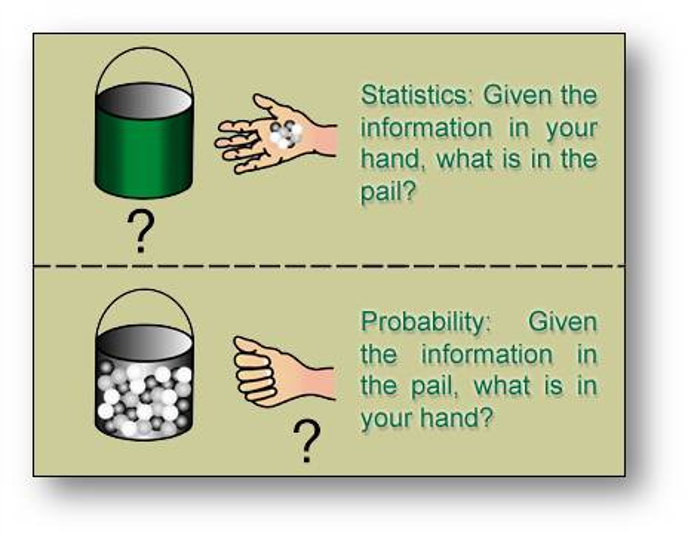 Statistics: Given the
information in your
hand, what is in the
pail?
?
Probability: Given
the information in
the pail, what is in
your hand?
?